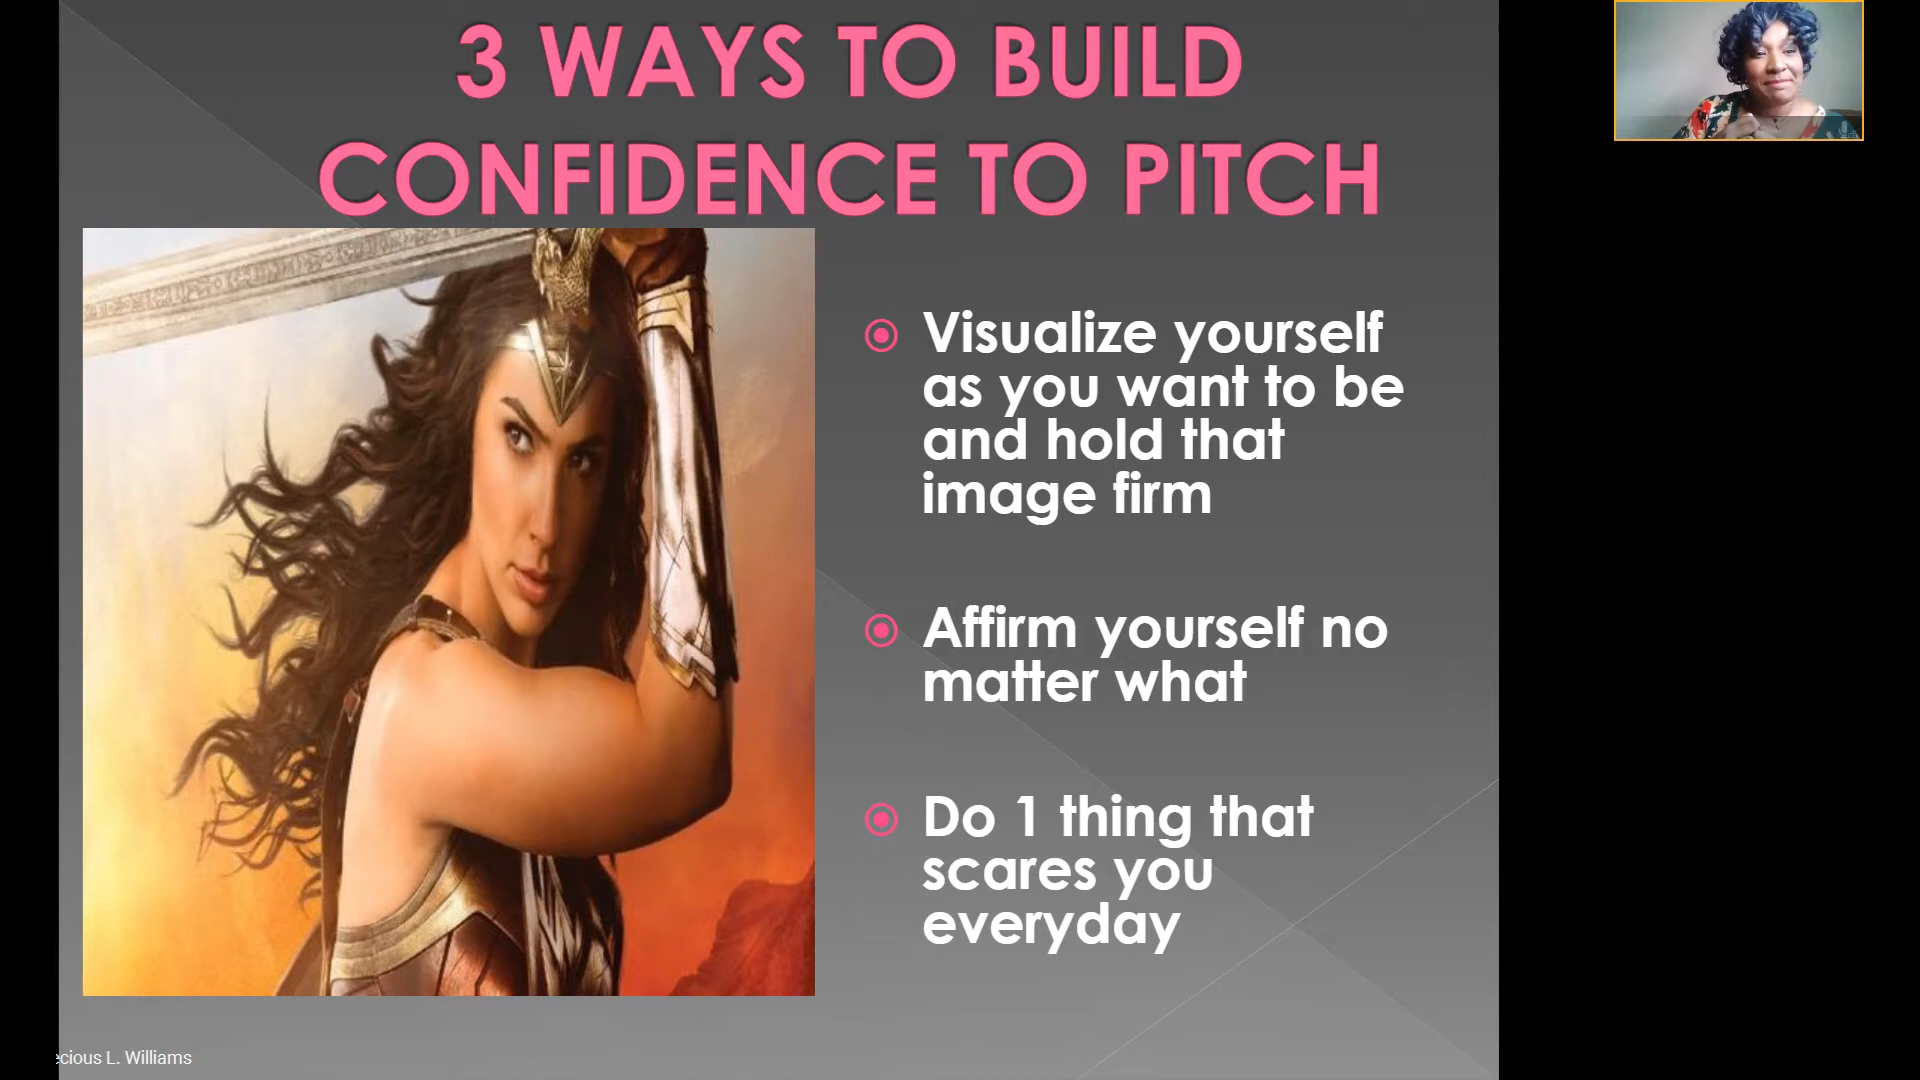 3 WAYS TO BUILD
CONFIDENCE TO PITCH
Visualize yourself
as you want to be
and hold that
image firm
Affirm yourself no
matter what
Do 1 thing that
scares you
everyday
ecious L. Williams